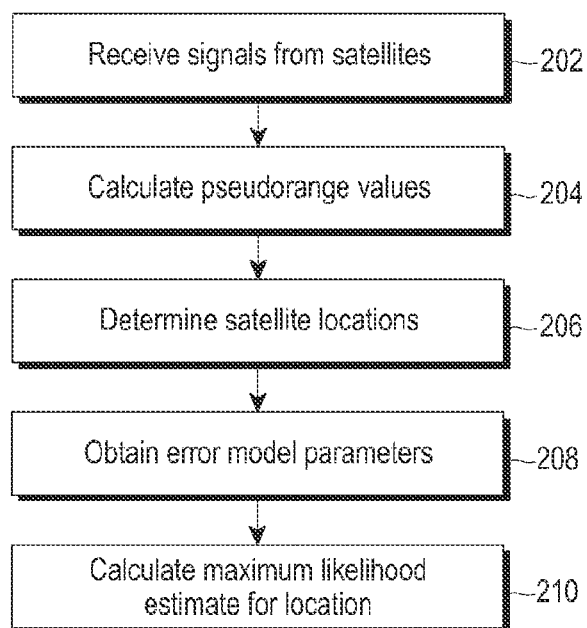 Receive signals from satellites
202
Calculate pseudorange values
204
Determine satellite locations
206
Obtain error model parameters
208
Calculate maximum likelihood
estimate for location
210